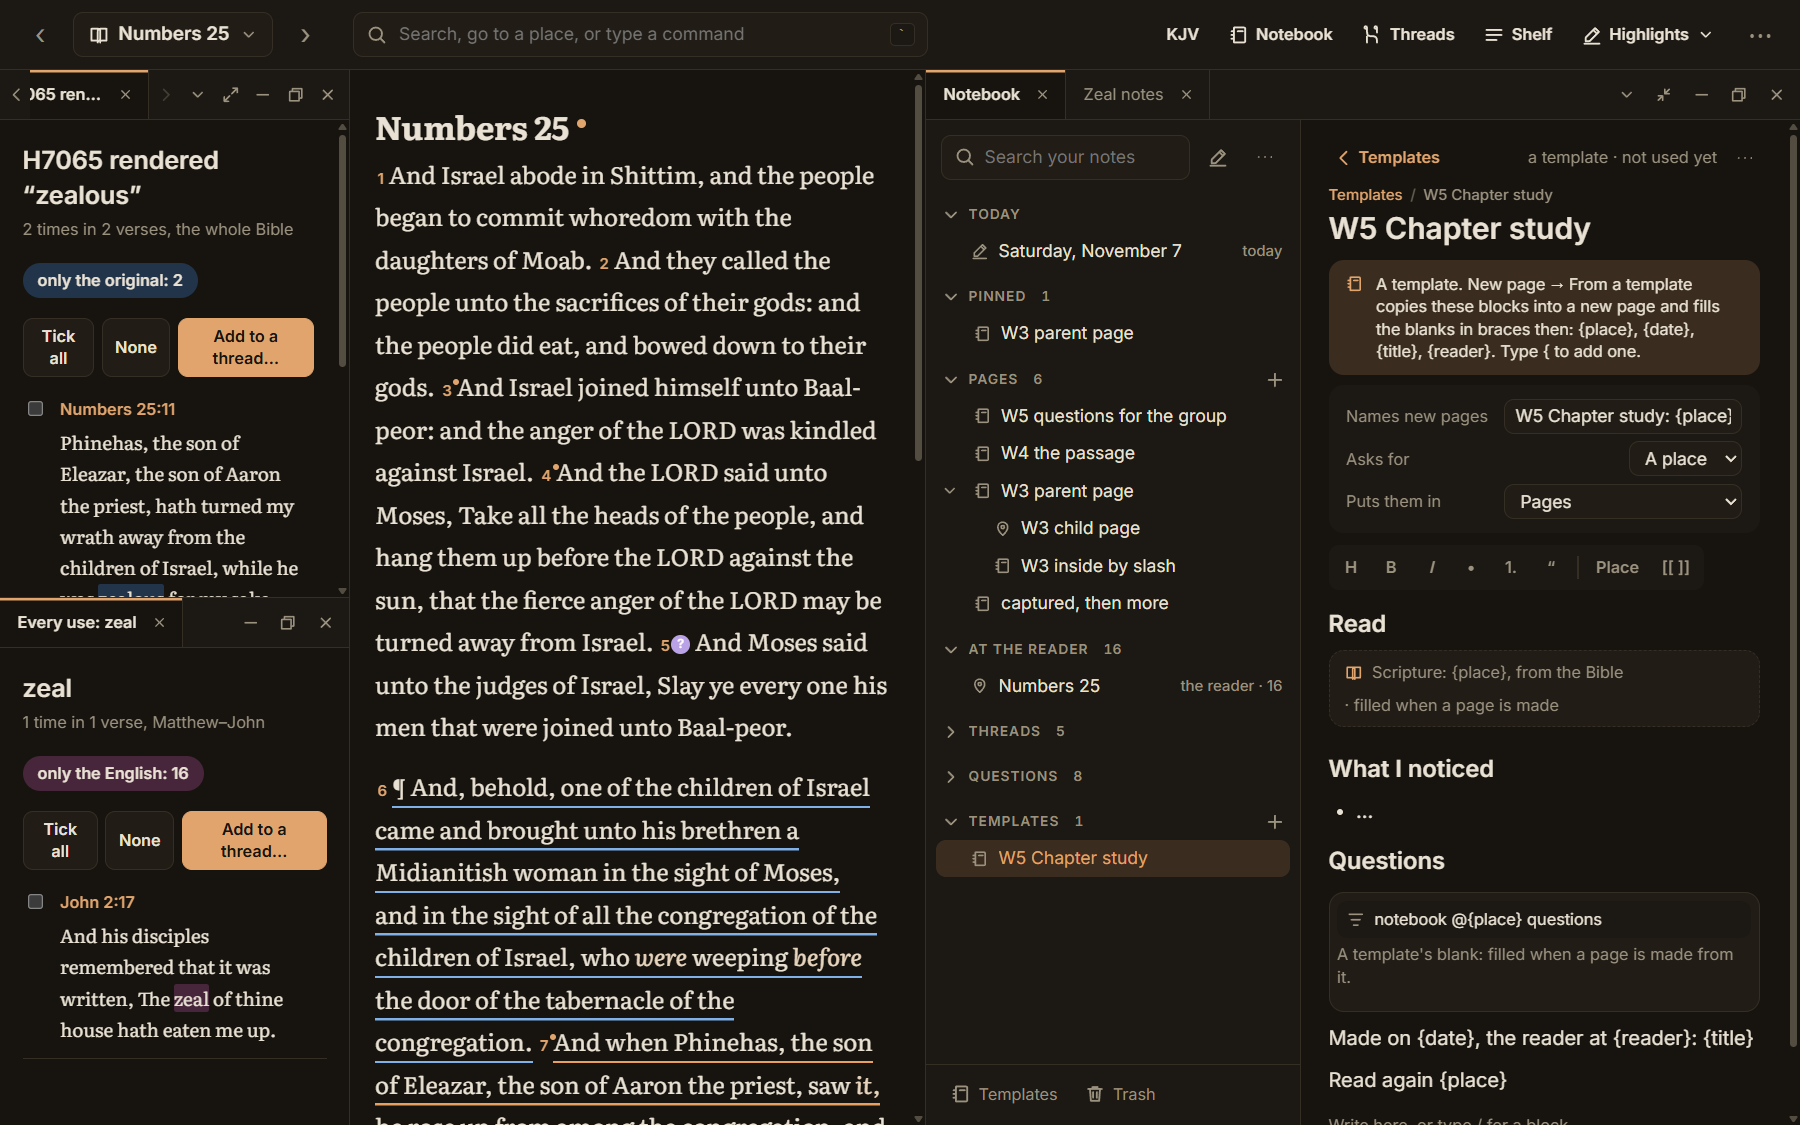 Numbers 25
Search, go to a place, or type a command
`
KJV
Notebook
Threads
Shelf
Highlights
065 ren...
H7065 rendered
“zealous”
2 times in 2 verses, the whole Bible
only the original: 2
Tick
all
None
Add to a
thread...
Numbers 25:11
Phinehas, the son of
Eleazar, the son of Aaron
the priest, hath turned my
wrath away from the
children of Israel, while he
Every use: zeal
zeal
1 time in 1 verse, Matthew–John
only the English: 16
Tick
all
None
Add to a
thread...
John 2:17
And his disciples
remembered that it was
written, The zeal of thine
house hath eaten me up.
Numbers 25
1 And Israel abode in Shittim, and the people
began to commit whoredom with the
daughters of Moab. 2 And they called the
people unto the sacrifices of their gods: and
the people did eat, and bowed down to their
gods. 3 And Israel joined himself unto Baal-
peor: and the anger of the LORD was kindled
against Israel. 4 And the LORD said unto
Moses, Take all the heads of the people, and
hang them up before the LORD against the
sun, that the fierce anger of the LORD may be
turned away from Israel. 5 ? And Moses said
unto the judges of Israel, Slay ye every one his
men that were joined unto Baal-peor.
6 ¶ And, behold, one of the children of Israel
came and brought unto his brethren a
Midianitish woman in the sight of Moses,
and in the sight of all the congregation of the
children of Israel, who were weeping before
the door of the tabernacle of the
congregation. 7 And when Phinehas, the son
of Eleazar, the son of Aaron the priest, saw it,
he rose up from among the congregation, and
Notebook
Zeal notes
Search your notes
TODAY
Saturday, November 7 today
PINNED 1
W3 parent page
PAGES 6
W5 questions for the group
W4 the passage
W3 parent page
W3 child page
W3 inside by slash
captured, then more
AT THE READER 16
Numbers 25 the reader · 16
THREADS 5
QUESTIONS 8
TEMPLATES 1
W5 Chapter study
Templates
Trash
Templates
a template · not used yet
Templates / W5 Chapter study
W5 Chapter study
A template. New page → From a template
copies these blocks into a new page and fills
the blanks in braces then: {place}, {date},
{title}, {reader}. Type { to add one.
Names new pages W5 Chapter study: {place}
Asks for A place
Puts them in Pages
H B I • 1. “ Place [[ ]]
Read
Scripture: {place}, from the Bible
· filled when a page is made
What I noticed
• ...
Questions
notebook @{place} questions
A template's blank: filled when a page is made from
it.
Made on {date}, the reader at {reader}: {title}
Read again {place}
Write here, or type / for a block